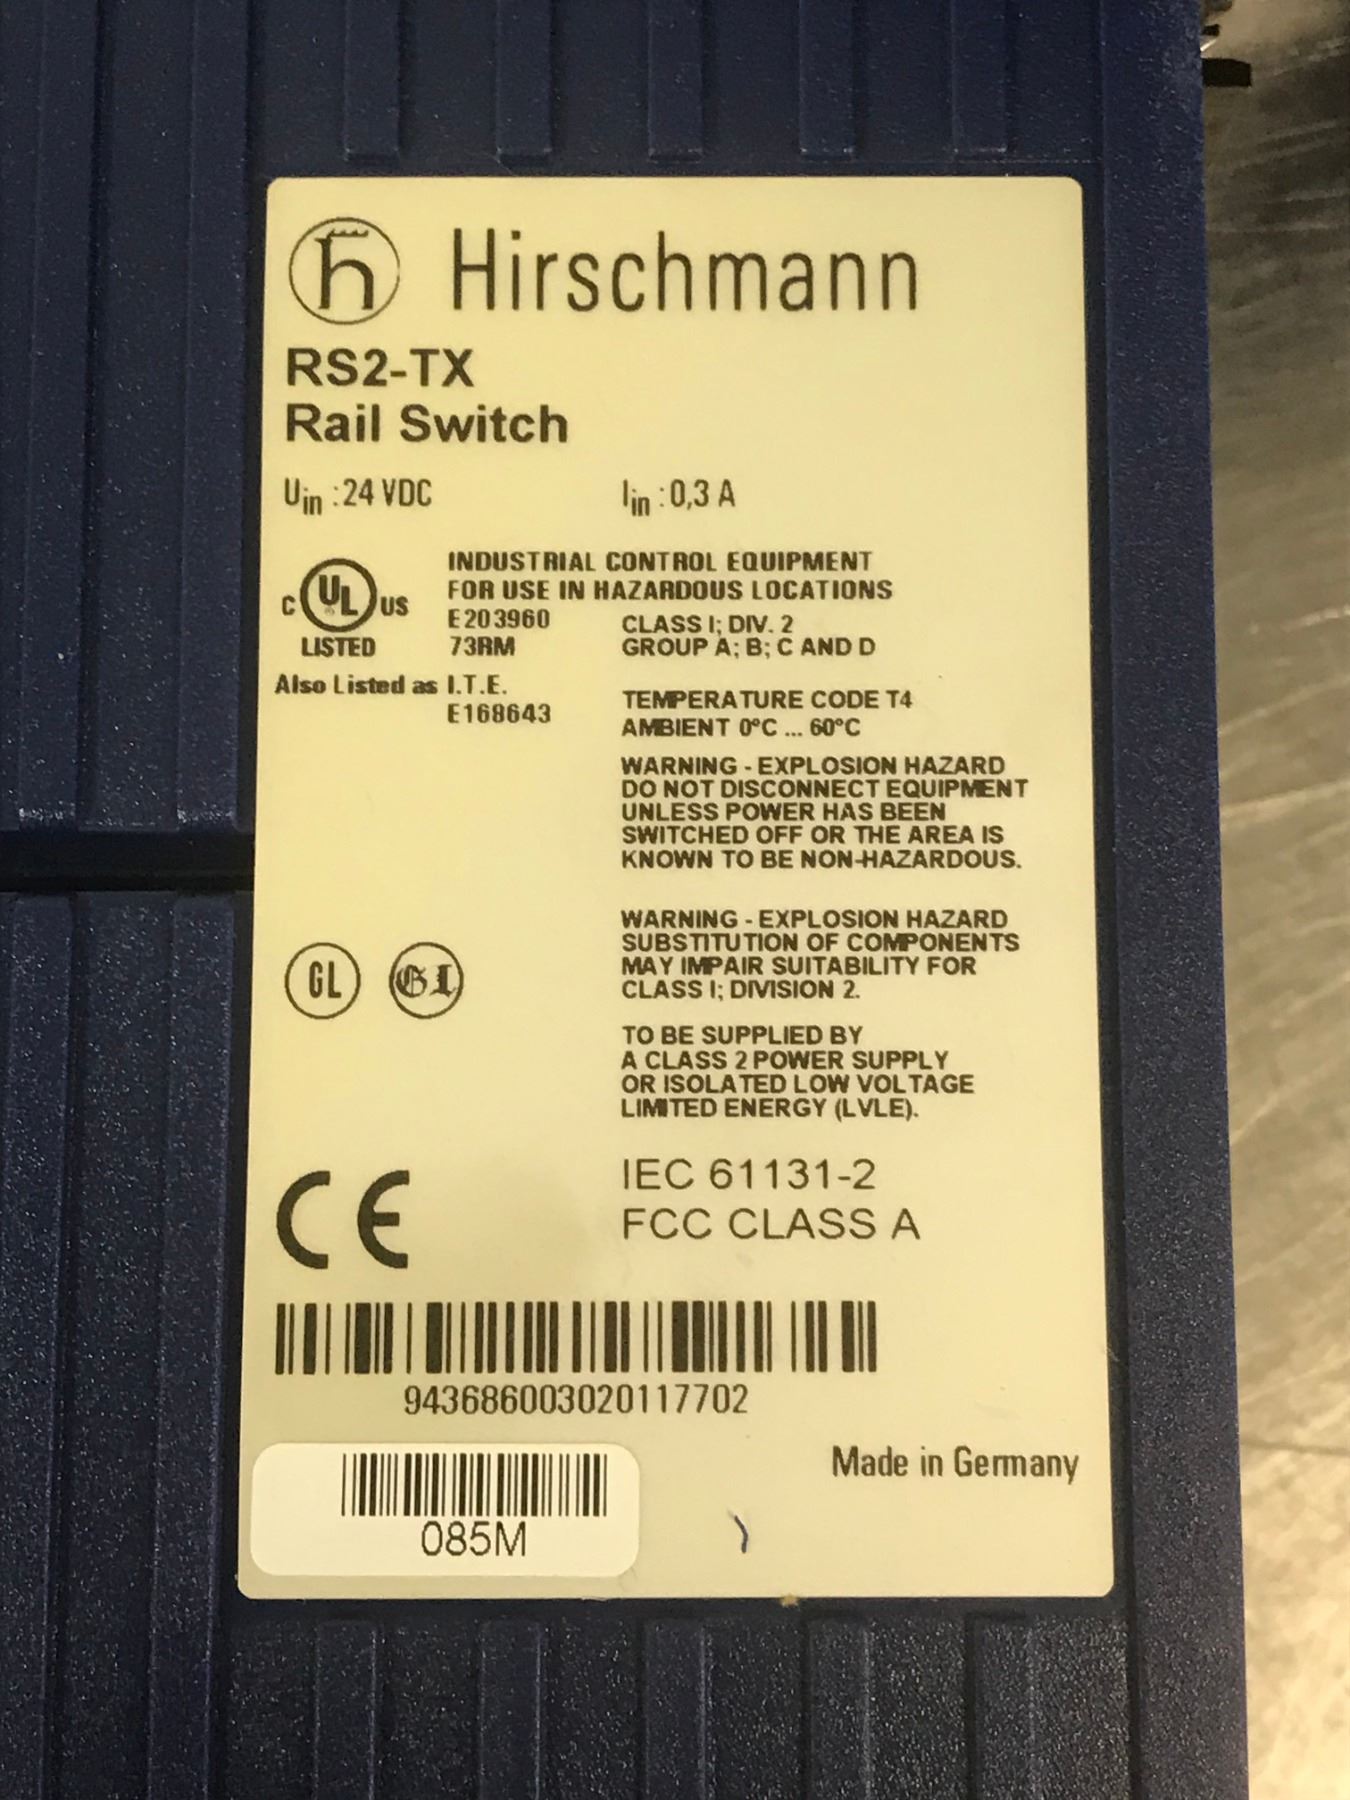 h Hirschmann
RS2-TX
Rail Switch
Uin : 24 VDC Iin : 0,3 A
C UL US
LISTED
INDUSTRIAL CONTROL EQUIPMENT
FOR USE IN HAZARDOUS LOCATIONS
E203960
73RM
CLASS I; DIV. 2
GROUP A; B; C AND D
Also Listed as I.T.E.
E168643
TEMPERATURE CODE T4
AMBIENT 0°C ... 60°C
WARNING - EXPLOSION HAZARD
DO NOT DISCONNECT EQUIPMENT
UNLESS POWER HAS BEEN
SWITCHED OFF OR THE AREA IS
KNOWN TO BE NON-HAZARDOUS.
WARNING - EXPLOSION HAZARD
SUBSTITUTION OF COMPONENTS
MAY IMPAIR SUITABILITY FOR
CLASS I; DIVISION 2.
GL GL
TO BE SUPPLIED BY
A CLASS 2 POWER SUPPLY
OR ISOLATED LOW VOLTAGE
LIMITED ENERGY (LVLE).
CE
IEC 61131-2
FCC CLASS A
943686003020117702
Made in Germany
085M